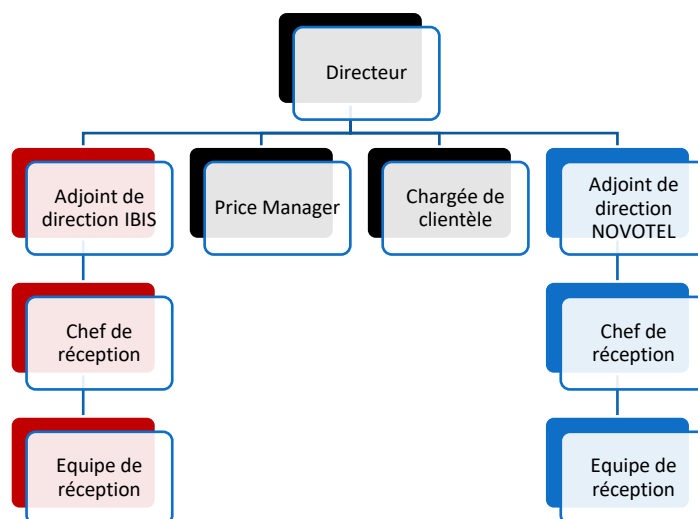 Directeur
Adjoint de
direction IBIS
Price Manager
Chargée de
clientèle
Adjoint de
direction
NOVOTEL
Chef de
réception
Chef de
réception
Equipe de
réception
Equipe de
réception